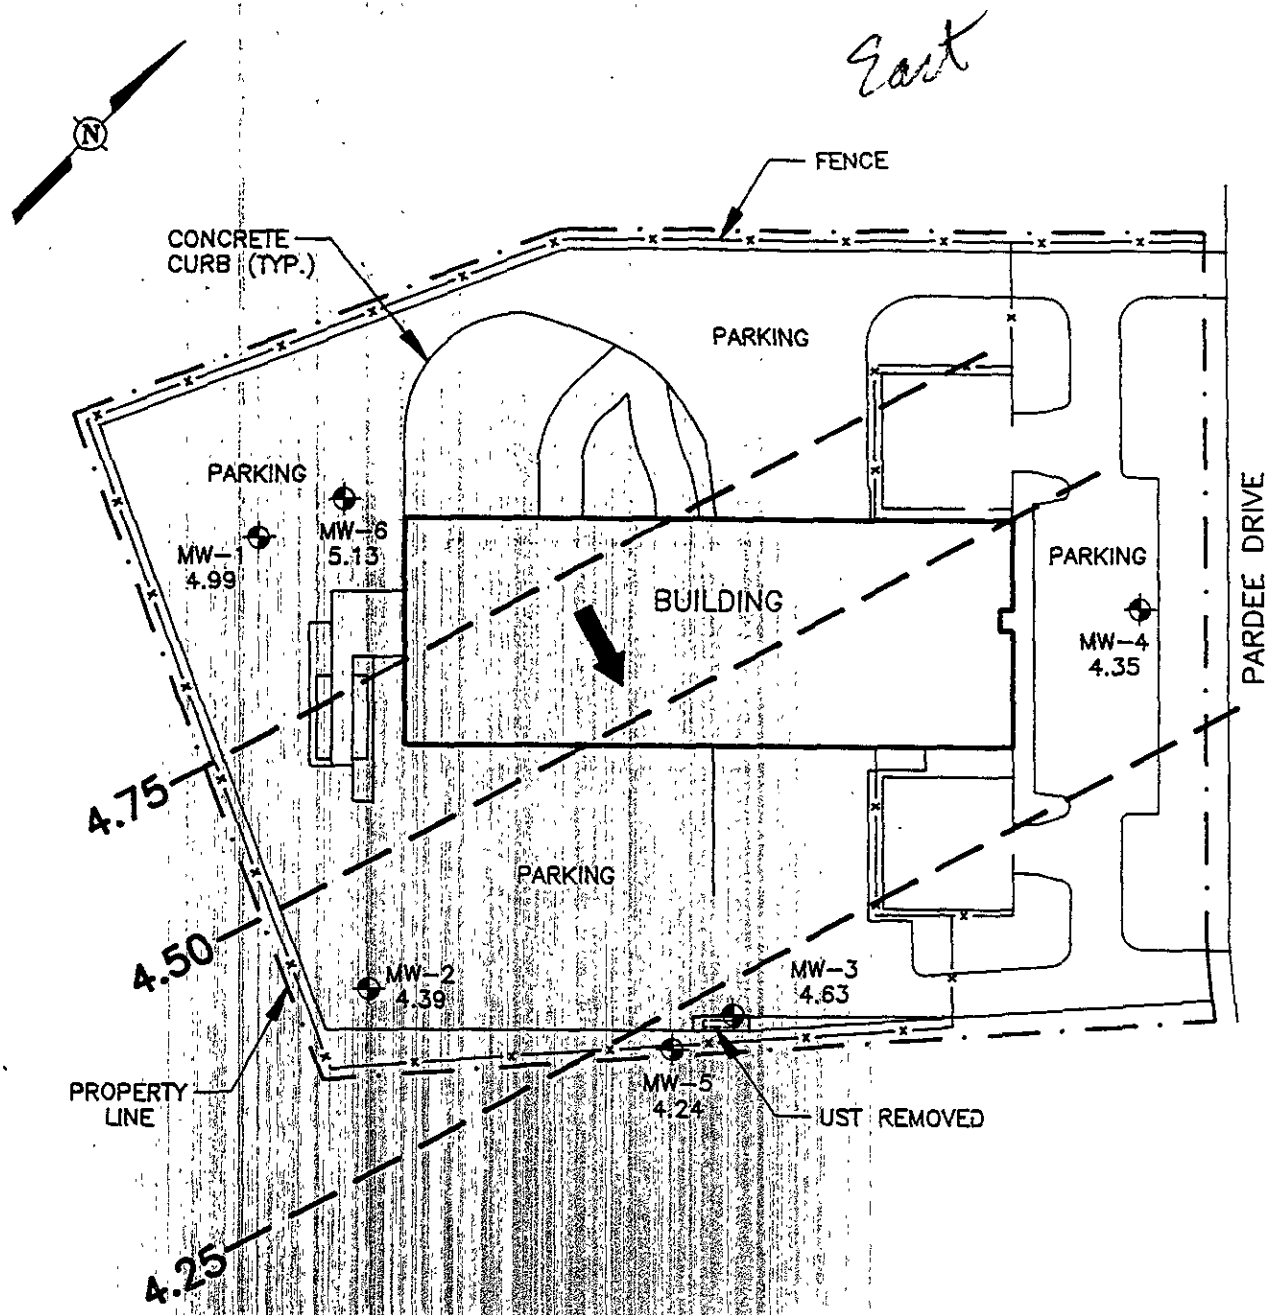 East
N
FENCE
CONCRETE
CURB (TYP.)
PARKING
PARKING
MW-6
5.13
MW-1
4.99
PARKING
BUILDING
MW-4
4.35
PARDEE DRIVE
4.75
PARKING
4.50
MW-2
4.39
MW-3
4.63
PROPERTY
LINE
MW-5
4.24
UST REMOVED
4.25